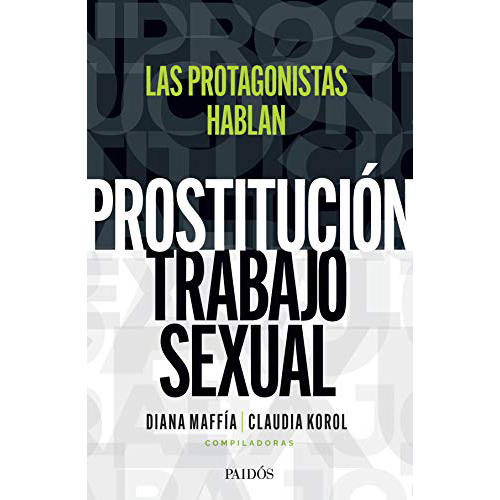 LAS PROTAGONISTAS
HABLAN
PROSTITUCIÓN
TRABAJO
SEXUAL
DIANA MAFFÍA | CLAUDIA KOROL
COMPILADORAS
PAIDÓS